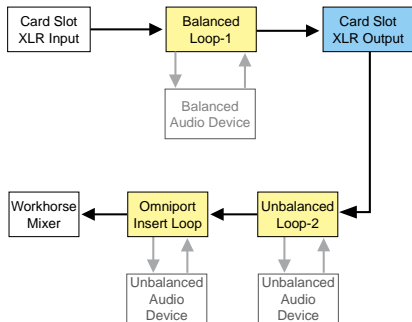 Card Slot
XLR Input
Balanced
Loop-1
Card Slot
XLR Output
Balanced
Audio Device
Workhorse
Mixer
Omniport
Insert Loop
Unbalanced
Loop-2
Unbalanced
Audio
Device
Unbalanced
Audio
Device